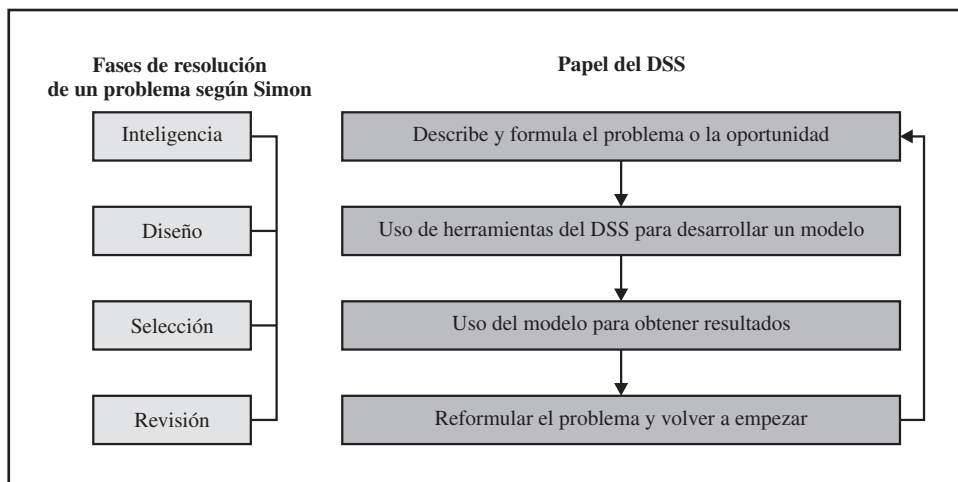 Fases de resolución
de un problema según Simon
Papel del DSS
Inteligencia
Describe y formula el problema o la oportunidad
Diseño
Uso de herramientas del DSS para desarrollar un modelo
Selección
Uso del modelo para obtener resultados
Revisión
Reformular el problema y volver a empezar